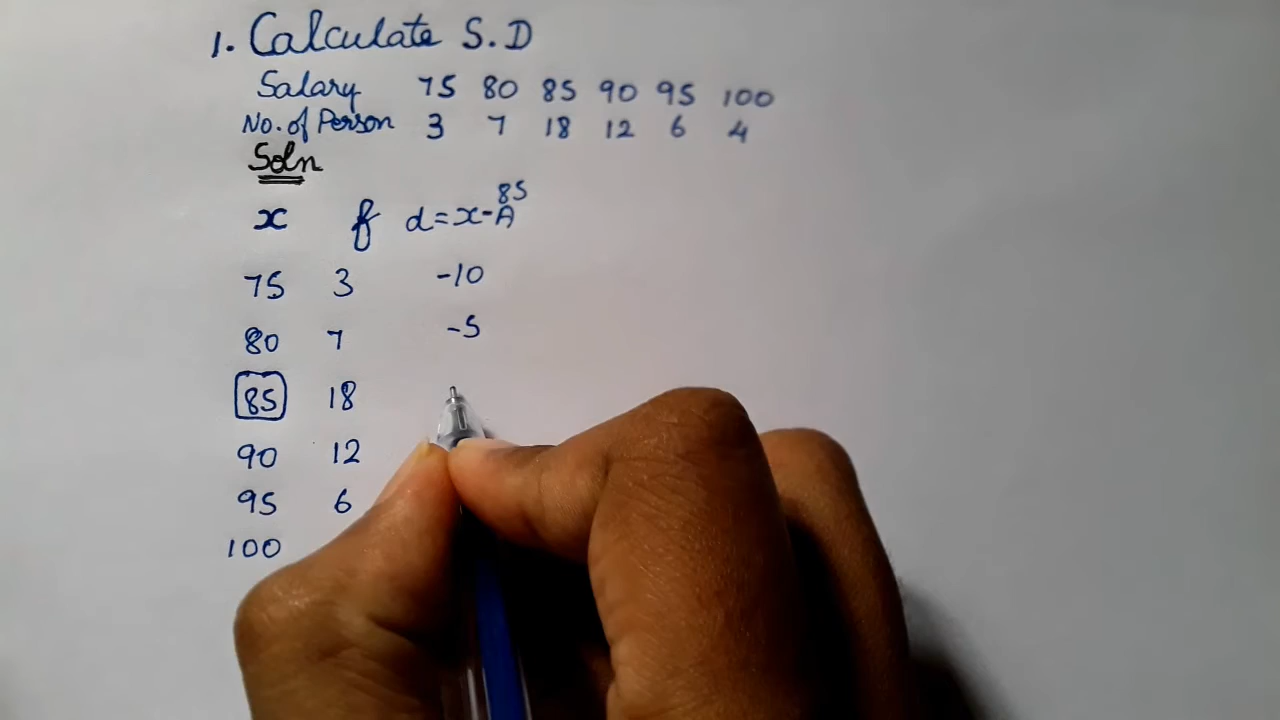 1. Calculate S.D
Salary 75 80 85 90 95 100
No. of Person 3 7 18 12 6 4
Soln
x f d = x - A 85
75 3 -10
80 7 -5
85 18
90 12
95 6
100